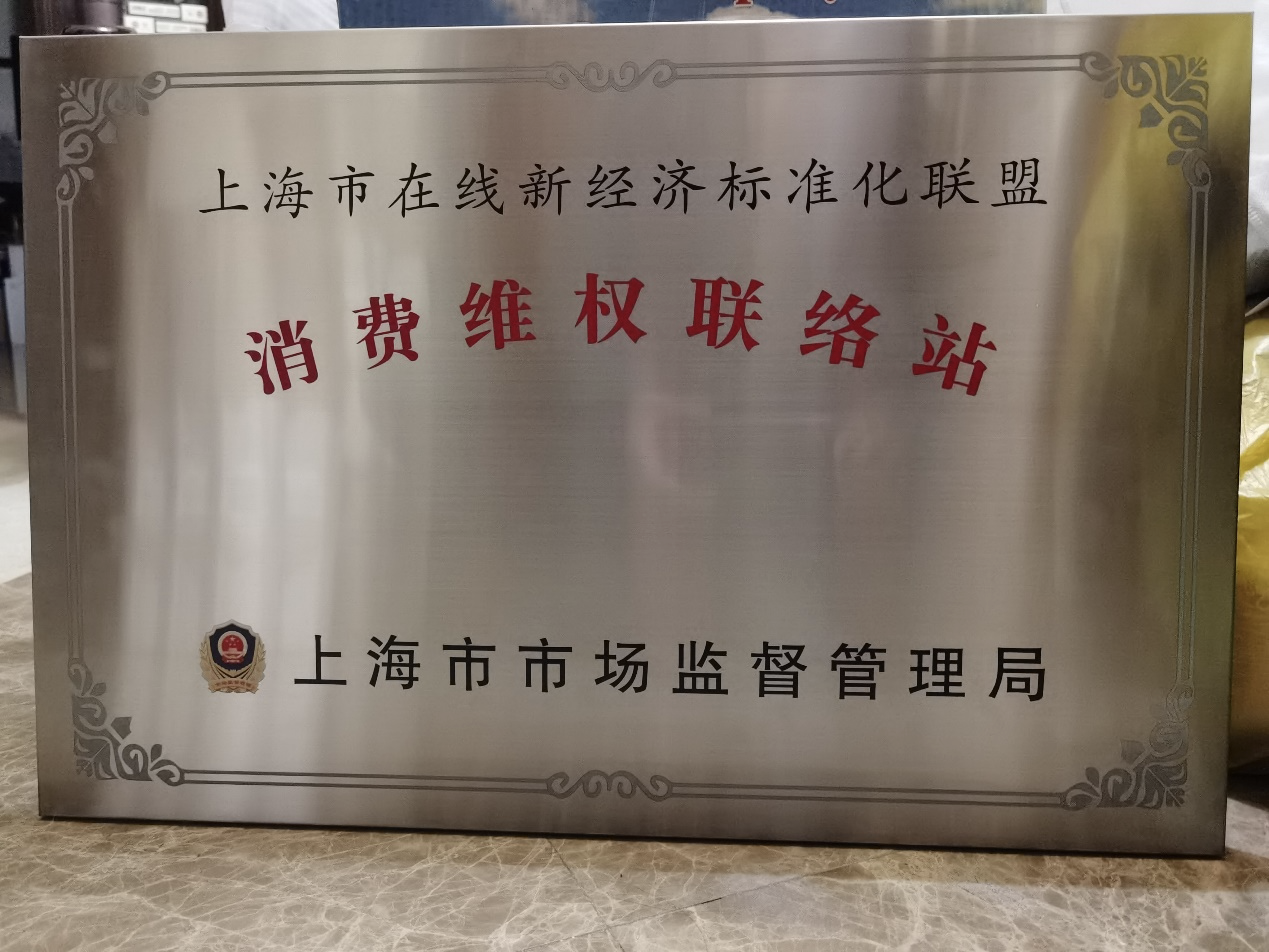 上海市在线新经济标准化联盟
消费维权联络站
上海市市场监督管理局